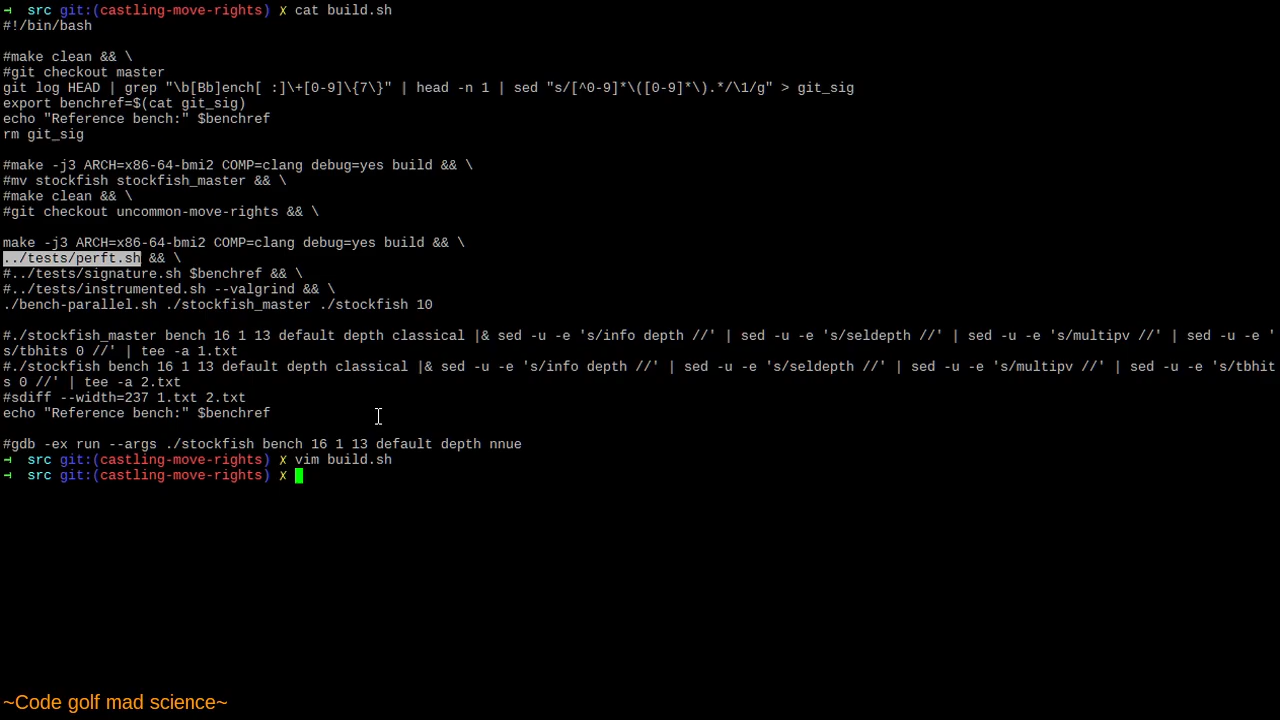 → src git:(castling-move-rights) ✗ cat build.sh
#!/bin/bash
#make clean && \
#git checkout master
git log HEAD | grep "\b[Bb]ench[ :]\+[0-9]\{7\}" | head -n 1 | sed "s/[^0-9]*\([0-9]*\).*/\1/g" > git_sig
export benchref=$(cat git_sig)
echo "Reference bench:" $benchref
rm git_sig
#make -j3 ARCH=x86-64-bmi2 COMP=clang debug=yes build && \
#mv stockfish stockfish_master && \
#make clean && \
#git checkout uncommon-move-rights && \
make -j3 ARCH=x86-64-bmi2 COMP=clang debug=yes build && \
../tests/perft.sh && \
#../tests/signature.sh $benchref && \
#../tests/instrumented.sh --valgrind && \
./bench-parallel.sh ./stockfish_master ./stockfish 10
#./stockfish_master bench 16 1 13 default depth classical |& sed -u -e 's/info depth //' | sed -u -e 's/seldepth //' | sed -u -e 's/multipv //' | sed -u -e '
s/tbhits 0 //' | tee -a 1.txt
#./stockfish bench 16 1 13 default depth classical |& sed -u -e 's/info depth //' | sed -u -e 's/seldepth //' | sed -u -e 's/multipv //' | sed -u -e 's/tbhit
s 0 //' | tee -a 2.txt
#sdiff --width=237 1.txt 2.txt
echo "Reference bench:" $benchref
#gdb -ex run --args ./stockfish bench 16 1 13 default depth nnue
→ src git:(castling-move-rights) ✗ vim build.sh
→ src git:(castling-move-rights) ✗
~Code golf mad science~